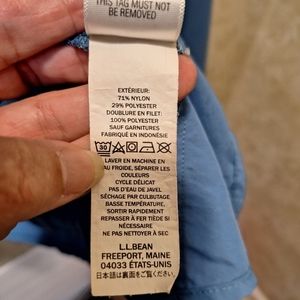 THIS TAG MUST NOT
BE REMOVED
EXTÉRIEUR:
71% NYLON
29% POLYESTER
DOUBLURE EN FILET:
100% POLYESTER
SAUF GARNITURES
FABRIQUÉ EN INDONÉSIE
30
LAVER EN MACHINE EN
EAU FROIDE, SÉPARER LES
COULEURS
CYCLE DÉLICAT
PAS D'EAU DE JAVEL
SÉCHAGE PAR CULBUTAGE
BASSE TEMPÉRATURE,
SORTIR RAPIDEMENT
REPASSER À FER TIÈDE SI
NÉCESSAIRE
NE PAS NETTOYER À SEC
L.L.BEAN
FREEPORT, MAINE
04033 ÉTATS-UNIS
日本語は裏面をご覧ください